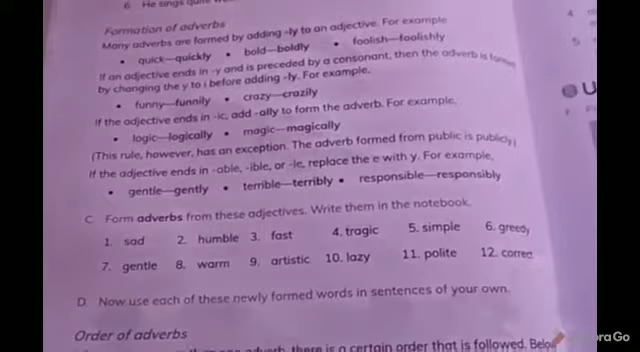 6. He sings quite
Formation of adverbs
Many adverbs are formed by adding -ly to an adjective. For example
• quick—quickly • bold—boldly • foolish—foolishly
If an adjective ends in -y and is preceded by a consonant, then the adverb is formed
by changing the y to i before adding -ly. For example,
• funny—funnily • crazy—crazily
If the adjective ends in -ic, add -ally to form the adverb. For example,
• logic—logically • magic—magically
(This rule, however, has an exception. The adverb formed from public is publicly)
If the adjective ends in -able, -ible, or -le, replace the e with y. For example,
• gentle—gently • terrible—terribly • responsible—responsibly
C. Form adverbs from these adjectives. Write them in the notebook.
1. sad 2. humble 3. fast 4. tragic 5. simple 6. greedy
7. gentle 8. warm 9. artistic 10. lazy 11. polite 12. correc
D. Now use each of these newly formed words in sentences of your own.
Order of adverbs
adverb, there is a certain order that is followed. Below
4
5
U